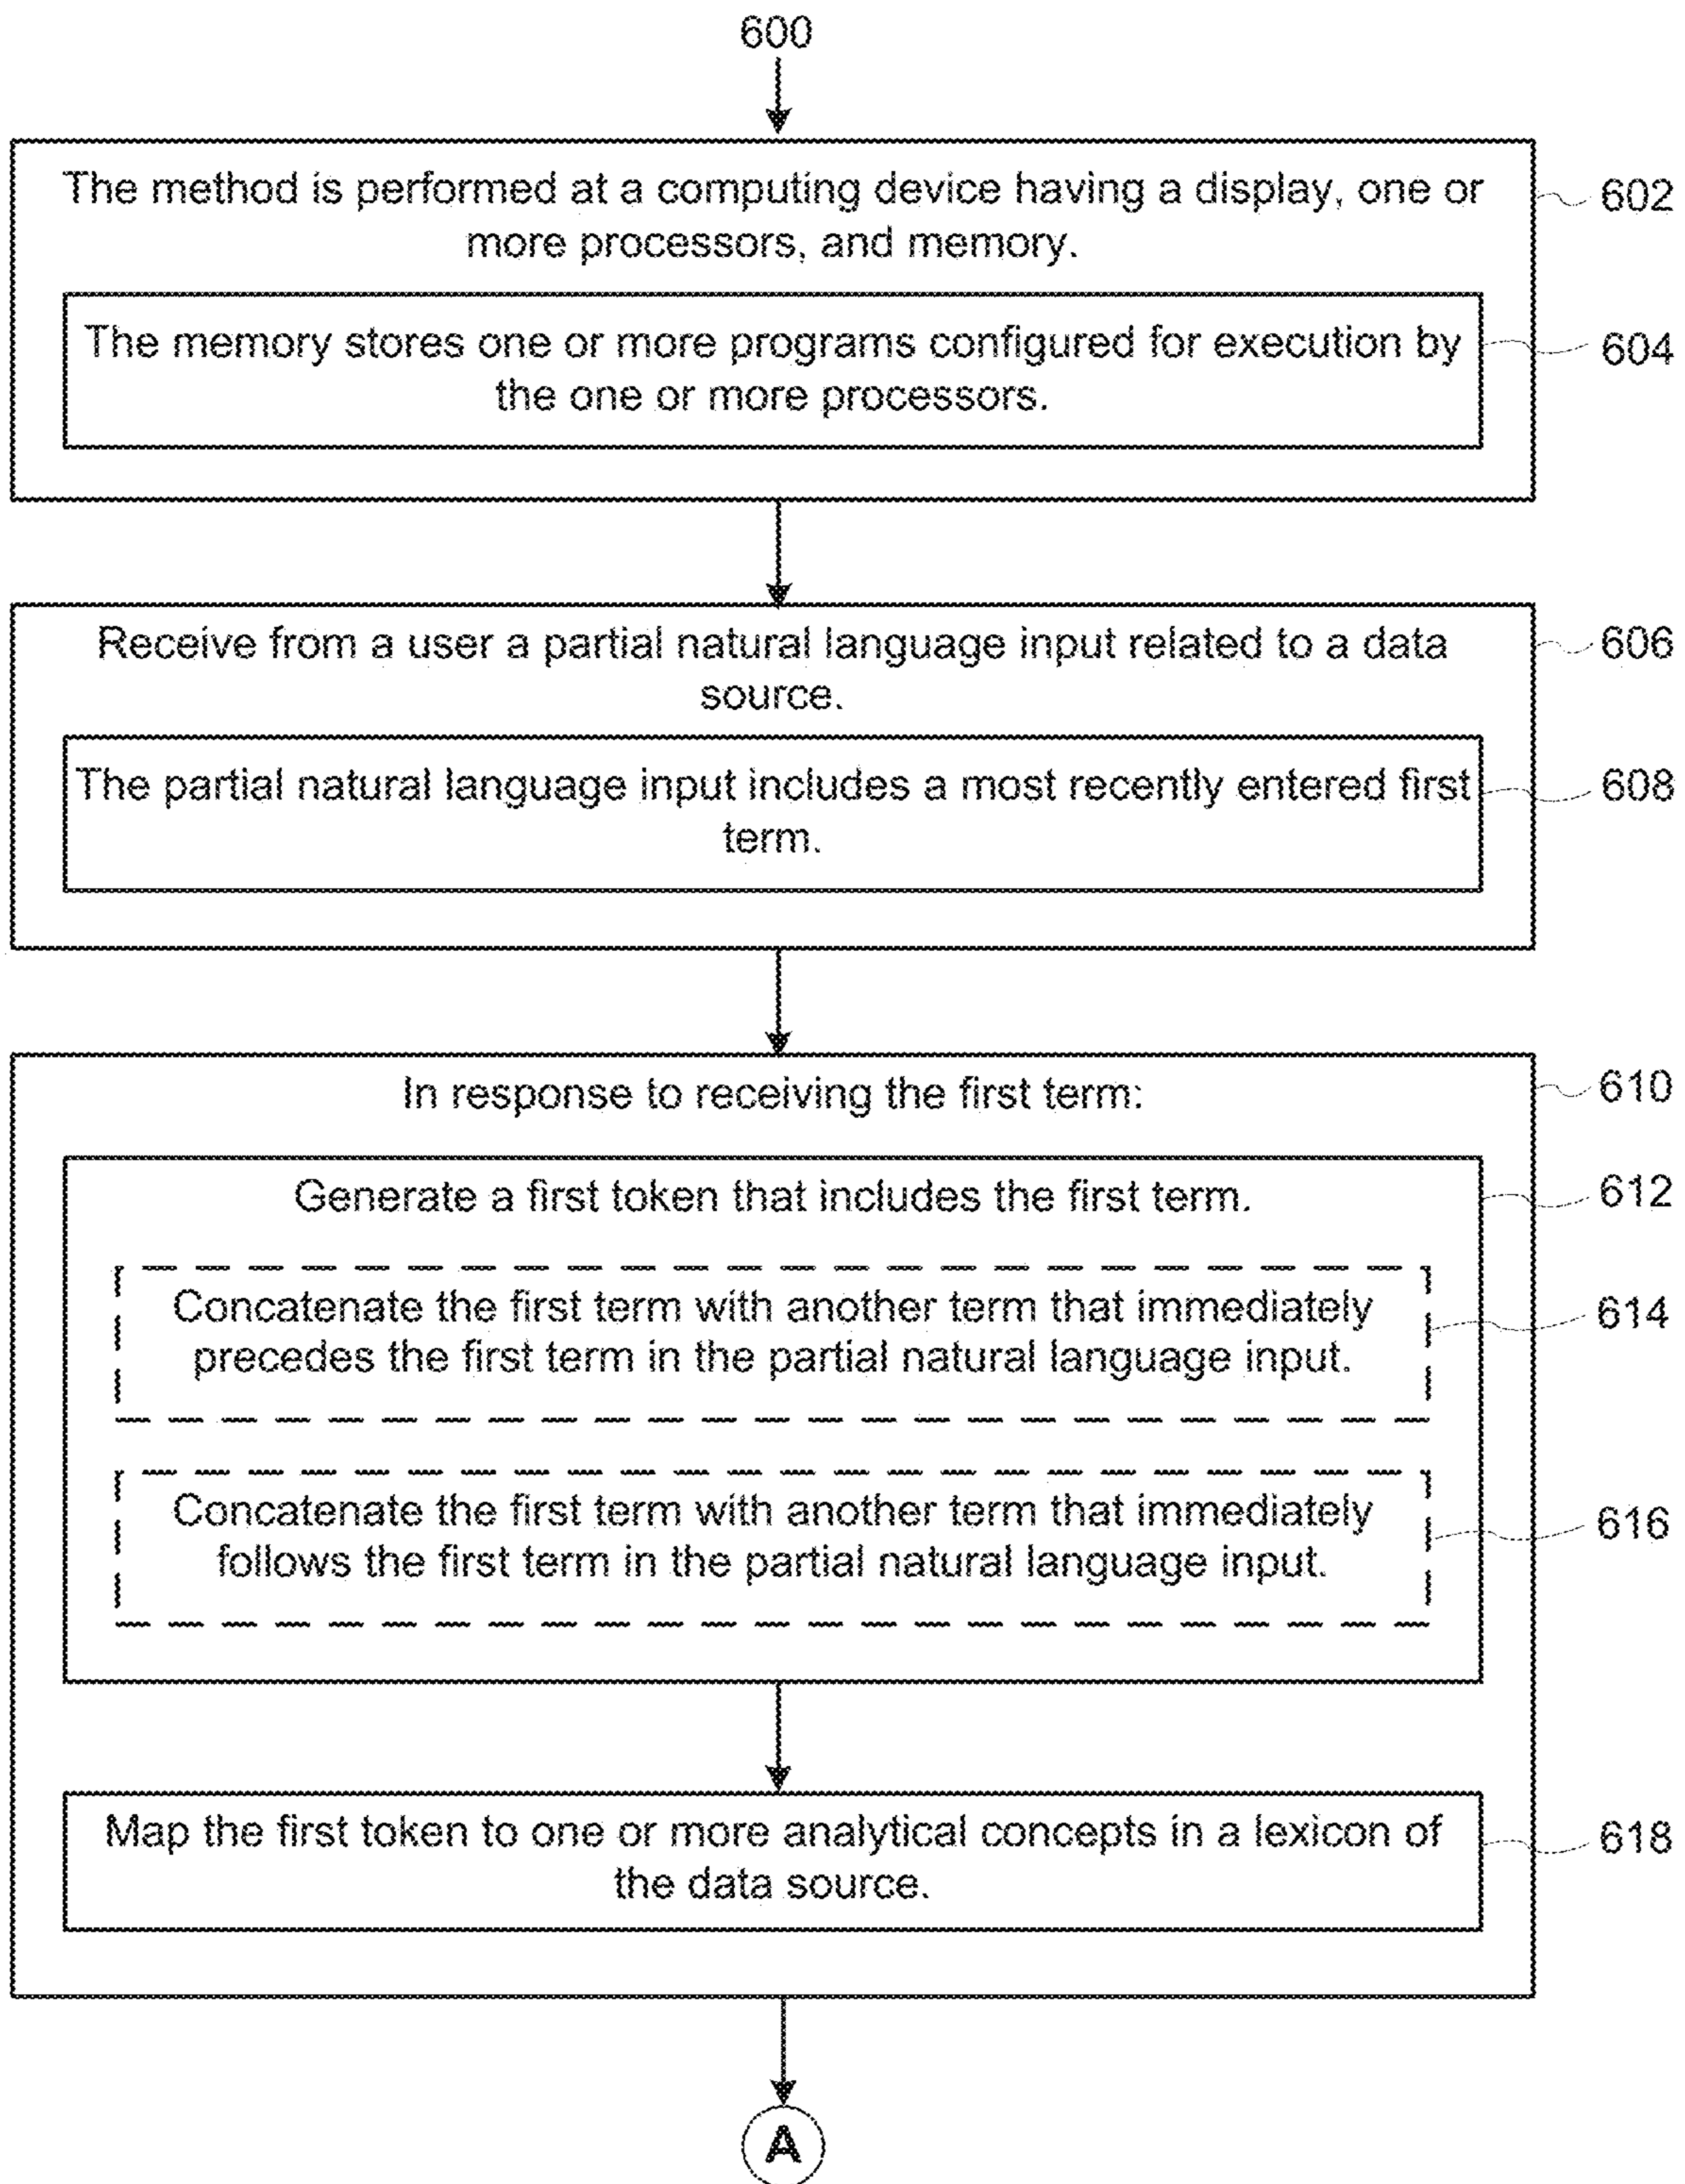 600
The method is performed at a computing device having a display, one or
more processors, and memory.
602
The memory stores one or more programs configured for execution by
the one or more processors.
604
Receive from a user a partial natural language input related to a data
source.
606
The partial natural language input includes a most recently entered first
term.
608
In response to receiving the first term:
610
Generate a first token that includes the first term.
612
Concatenate the first term with another term that immediately
precedes the first term in the partial natural language input.
614
Concatenate the first term with another term that immediately
follows the first term in the partial natural language input.
616
Map the first token to one or more analytical concepts in a lexicon of
the data source.
618
A